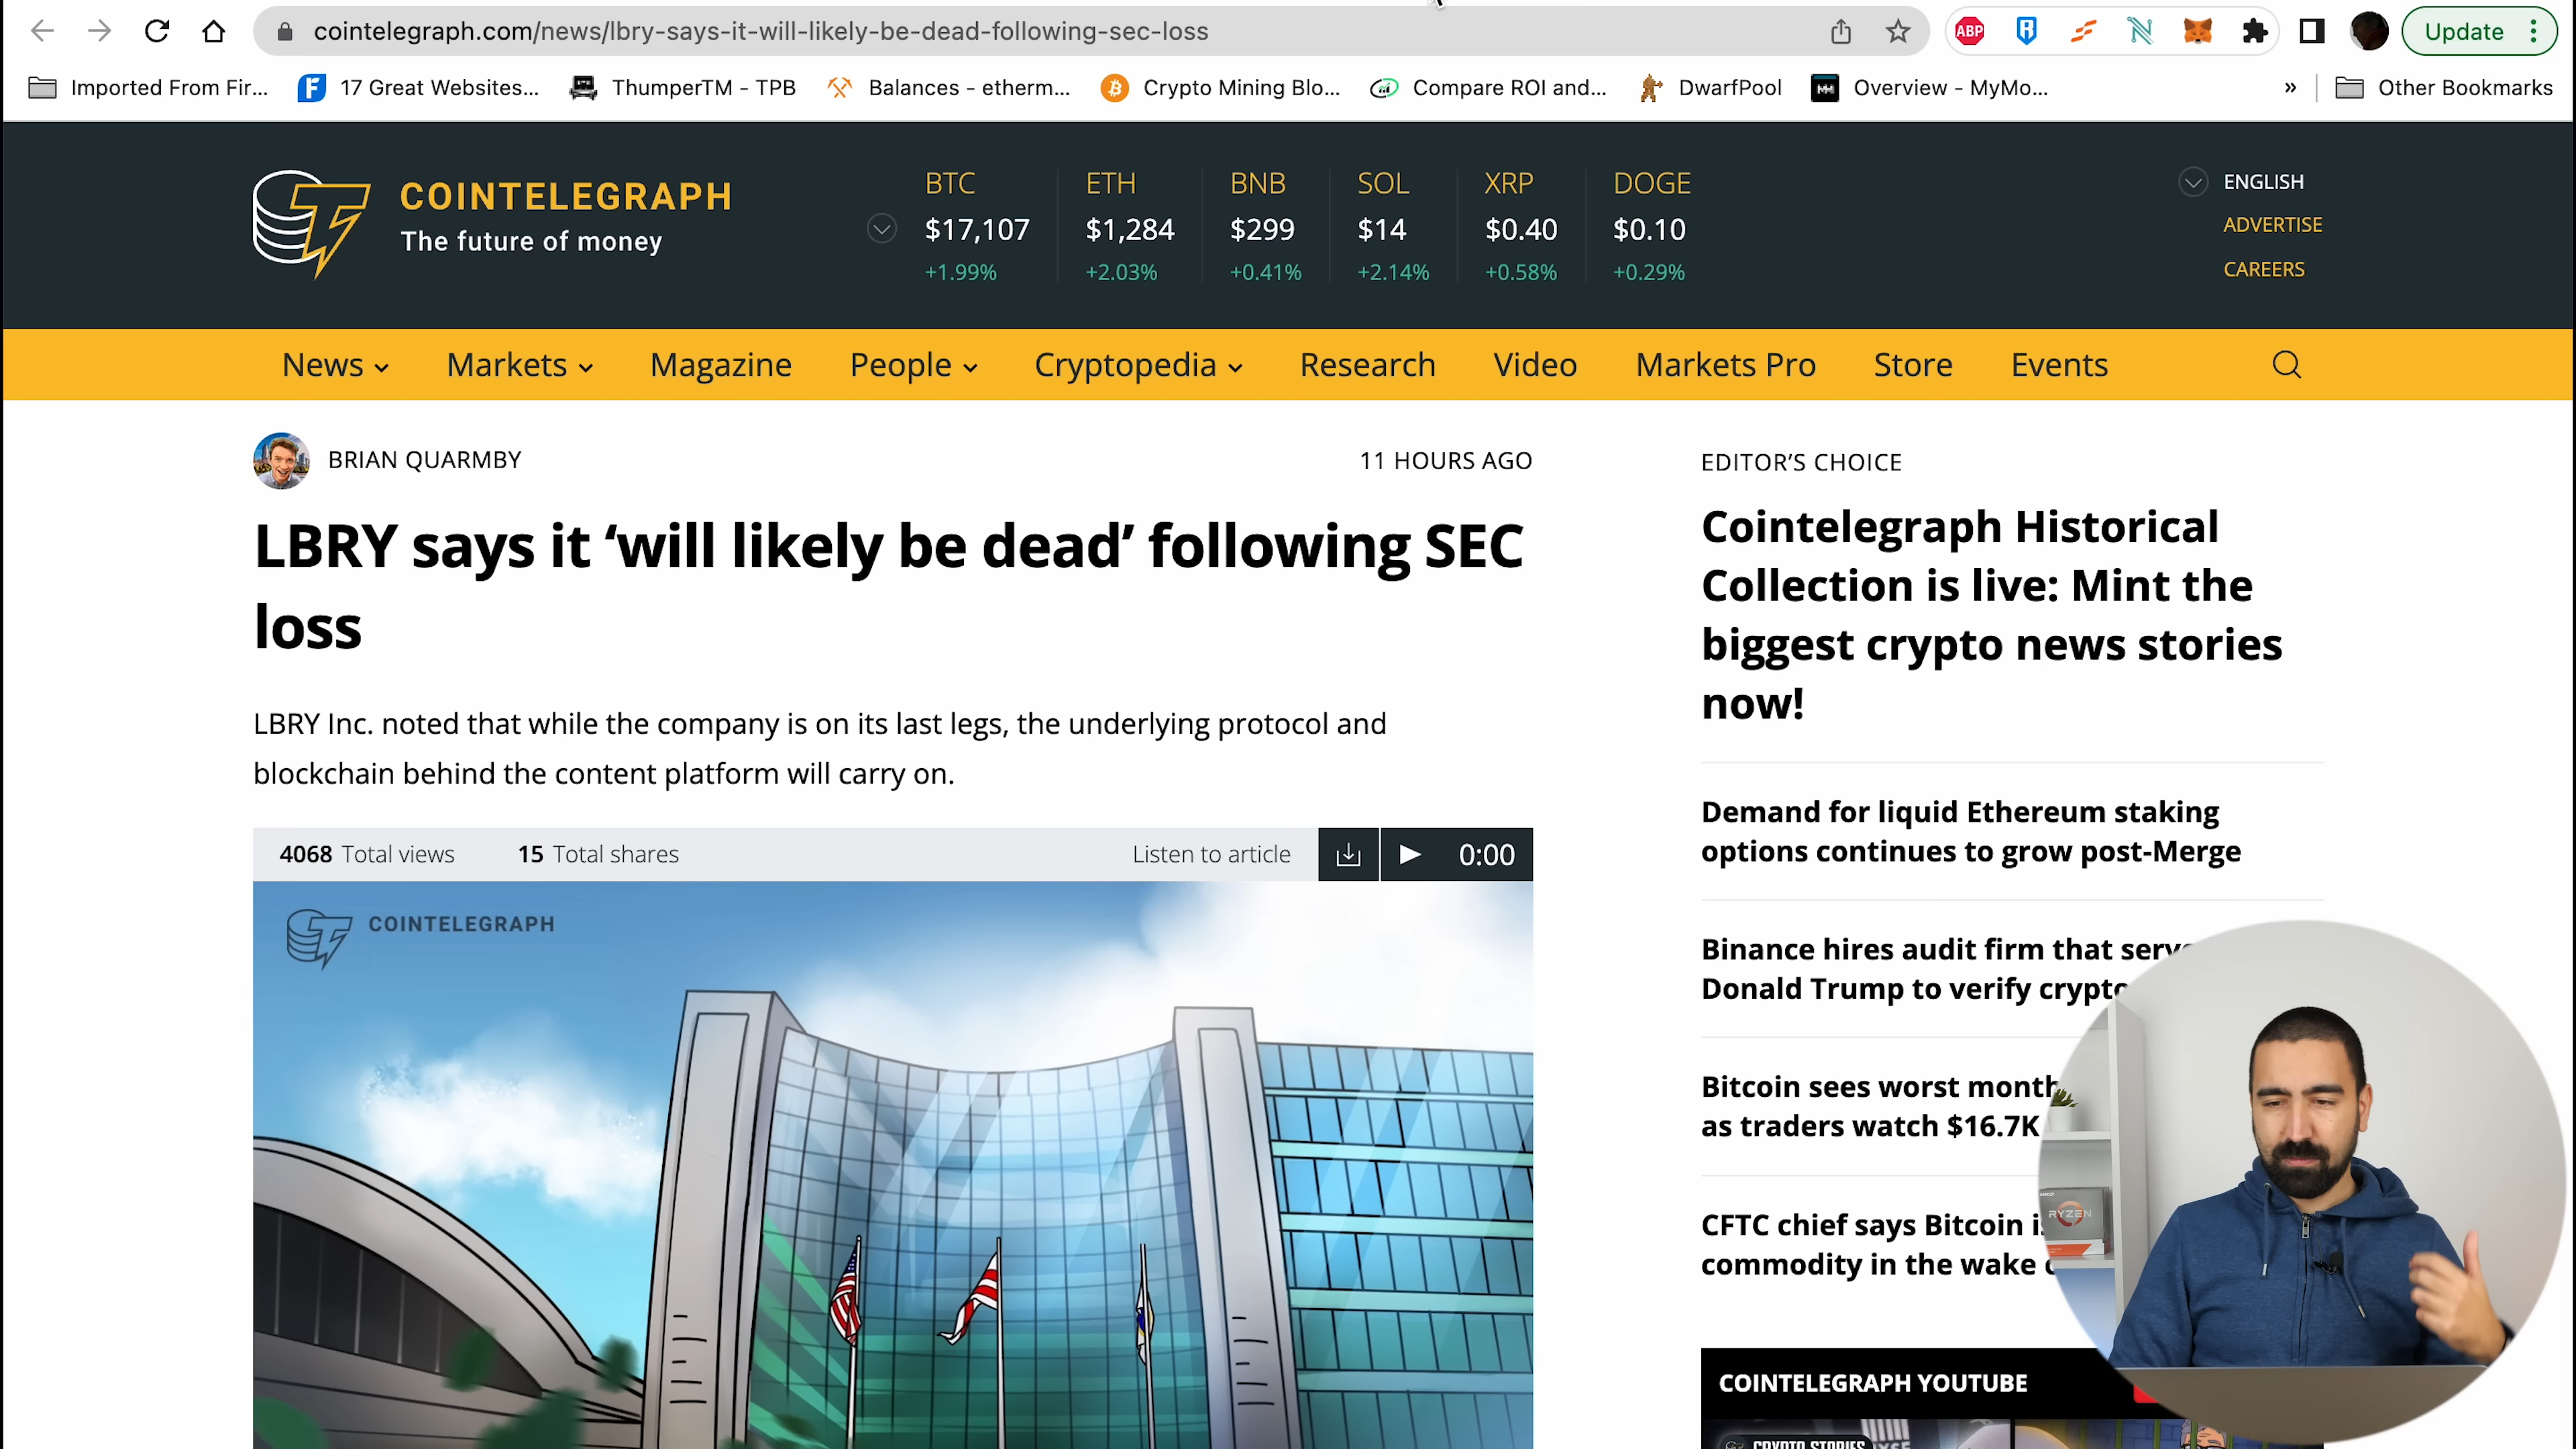 cointelegraph.com/news/lbry-says-it-will-likely-be-dead-following-sec-loss
ABP
Update
Imported From Fir...
17 Great Websites...
ThumperTM - TPB
Balances - etherm...
Crypto Mining Blo...
Compare ROI and...
DwarfPool
Overview - MyMo...
»
Other Bookmarks
COINTELEGRAPH
The future of money
BTC ETH BNB SOL XRP DOGE
$17,107 $1,284 $299 $14 $0.40 $0.10
+1.99% +2.03% +0.41% +2.14% +0.58% +0.29%
ENGLISH
ADVERTISE
CAREERS
News Markets Magazine People Cryptopedia Research Video Markets Pro Store Events
BRIAN QUARMBY
11 HOURS AGO
LBRY says it ‘will likely be dead’ following SEC
loss
LBRY Inc. noted that while the company is on its last legs, the underlying protocol and
blockchain behind the content platform will carry on.
4068 Total views 15 Total shares Listen to article 0:00
COINTELEGRAPH
EDITOR’S CHOICE
Cointelegraph Historical
Collection is live: Mint the
biggest crypto news stories
now!
Demand for liquid Ethereum staking
options continues to grow post-Merge
Binance hires audit firm that
Donald Trump to verify
Bitcoin sees worst
as traders watch $16.7K
CFTC chief says Bitcoin
commodity in the wake
RYZEN
COINTELEGRAPH YOUTUBE
CRYPTO STORIES